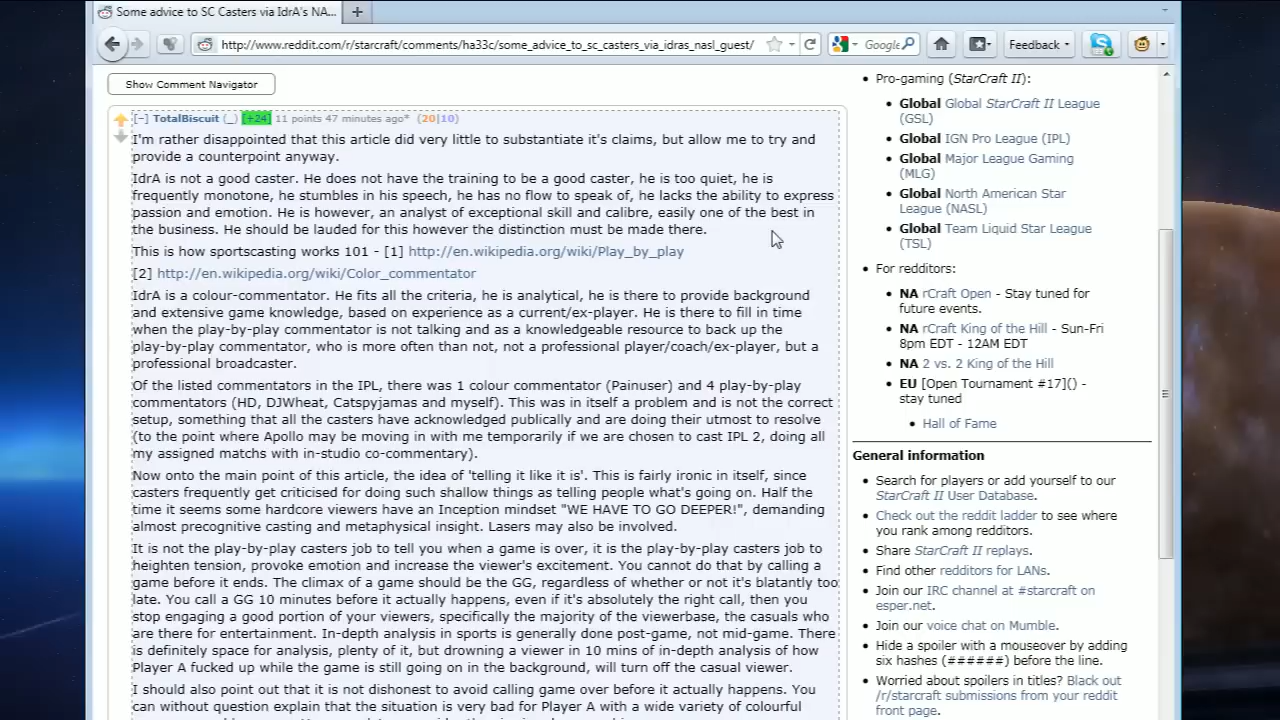 Some advice to SC Casters via IdrA's NA...
http://www.reddit.com/r/starcraft/comments/ha33c/some_advice_to_sc_casters_via_idras_nasl_guest/
Google
Feedback
Show Comment Navigator
[−] TotalBiscuit (_) [+24] 11 points 47 minutes ago* (20|10)
I'm rather disappointed that this article did very little to substantiate it's claims, but allow me to try and
provide a counterpoint anyway.
IdrA is not a good caster. He does not have the training to be a good caster, he is too quiet, he is
frequently monotone, he stumbles in his speech, he has no flow to speak of, he lacks the ability to express
passion and emotion. He is however, an analyst of exceptional skill and calibre, easily one of the best in
the business. He should be lauded for this however the distinction must be made there.
This is how sportscasting works 101 - [1] http://en.wikipedia.org/wiki/Play_by_play
[2] http://en.wikipedia.org/wiki/Color_commentator
IdrA is a colour-commentator. He fits all the criteria, he is analytical, he is there to provide background
and extensive game knowledge, based on experience as a current/ex-player. He is there to fill in time
when the play-by-play commentator is not talking and as a knowledgeable resource to back up the
play-by-play commentator, who is more often than not, not a professional player/coach/ex-player, but a
professional broadcaster.
Of the listed commentators in the IPL, there was 1 colour commentator (Painuser) and 4 play-by-play
commentators (HD, DJWheat, Catspyjamas and myself). This was in itself a problem and is not the correct
setup, something that all the casters have acknowledged publically and are doing their utmost to resolve
(to the point where Apollo may be moving in with me temporarily if we are chosen to cast IPL 2, doing all
my assigned matchs with in-studio co-commentary).
Now onto the main point of this article, the idea of 'telling it like it is'. This is fairly ironic in itself, since
casters frequently get criticised for doing such shallow things as telling people what's going on. Half the
time it seems some hardcore viewers have an Inception mindset "WE HAVE TO GO DEEPER!", demanding
almost precognitive casting and metaphysical insight. Lasers may also be involved.
It is not the play-by-play casters job to tell you when a game is over, it is the play-by-play casters job to
heighten tension, provoke emotion and increase the viewer's excitement. You cannot do that by calling a
game before it ends. The climax of a game should be the GG, regardless of whether or not it's blatantly too
late. You call a GG 10 minutes before it actually happens, even if it's absolutely the right call, then you
stop engaging a good portion of your viewers, specifically the majority of the viewerbase, the casuals who
are there for entertainment. In-depth analysis in sports is generally done post-game, not mid-game. There
is definitely space for analysis, plenty of it, but drowning a viewer in 10 mins of in-depth analysis of how
Player A fucked up while the game is still going on in the background, will turn off the casual viewer.
I should also point out that it is not dishonest to avoid calling game over before it actually happens. You
can without question explain that the situation is very bad for Player A with a wide variety of colourful
Pro-gaming (StarCraft II):
Global Global StarCraft II League
(GSL)
Global IGN Pro League (IPL)
Global Major League Gaming
(MLG)
Global North American Star
League (NASL)
Global Team Liquid Star League
(TSL)
For redditors:
NA rCraft Open - Stay tuned for
future events.
NA rCraft King of the Hill - Sun-Fri
8pm EDT - 12AM EDT
NA 2 vs. 2 King of the Hill
EU [Open Tournament #17]() -
stay tuned
Hall of Fame
General information
Search for players or add yourself to our
StarCraft II User Database.
Check out the reddit ladder to see where
you rank among redditors.
Share StarCraft II replays.
Find other redditors for LANs.
Join our IRC channel at #starcraft on
esper.net.
Join our voice chat on Mumble.
Hide a spoiler with a mouseover by adding
six hashes (######) before the line.
Worried about spoilers in titles? Black out
/r/starcraft submissions from your reddit
front page.